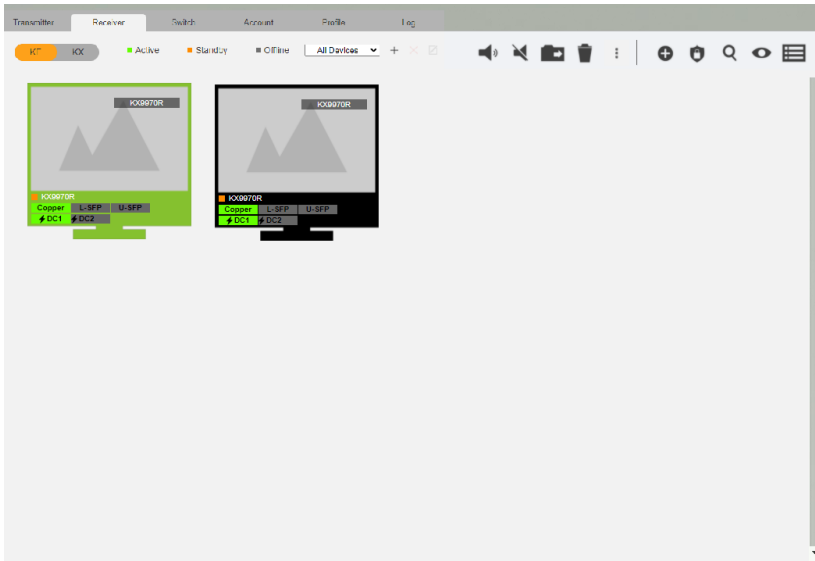 Transmitter Receiver Switch Account Profile Log
KE KX Active Standby Offline All Devices
KX9970R
KX9970R
Copper L-SFP U-SFP
DC1 DC2
KX9970R
KX9970R
Copper L-SFP U-SFP
DC1 DC2